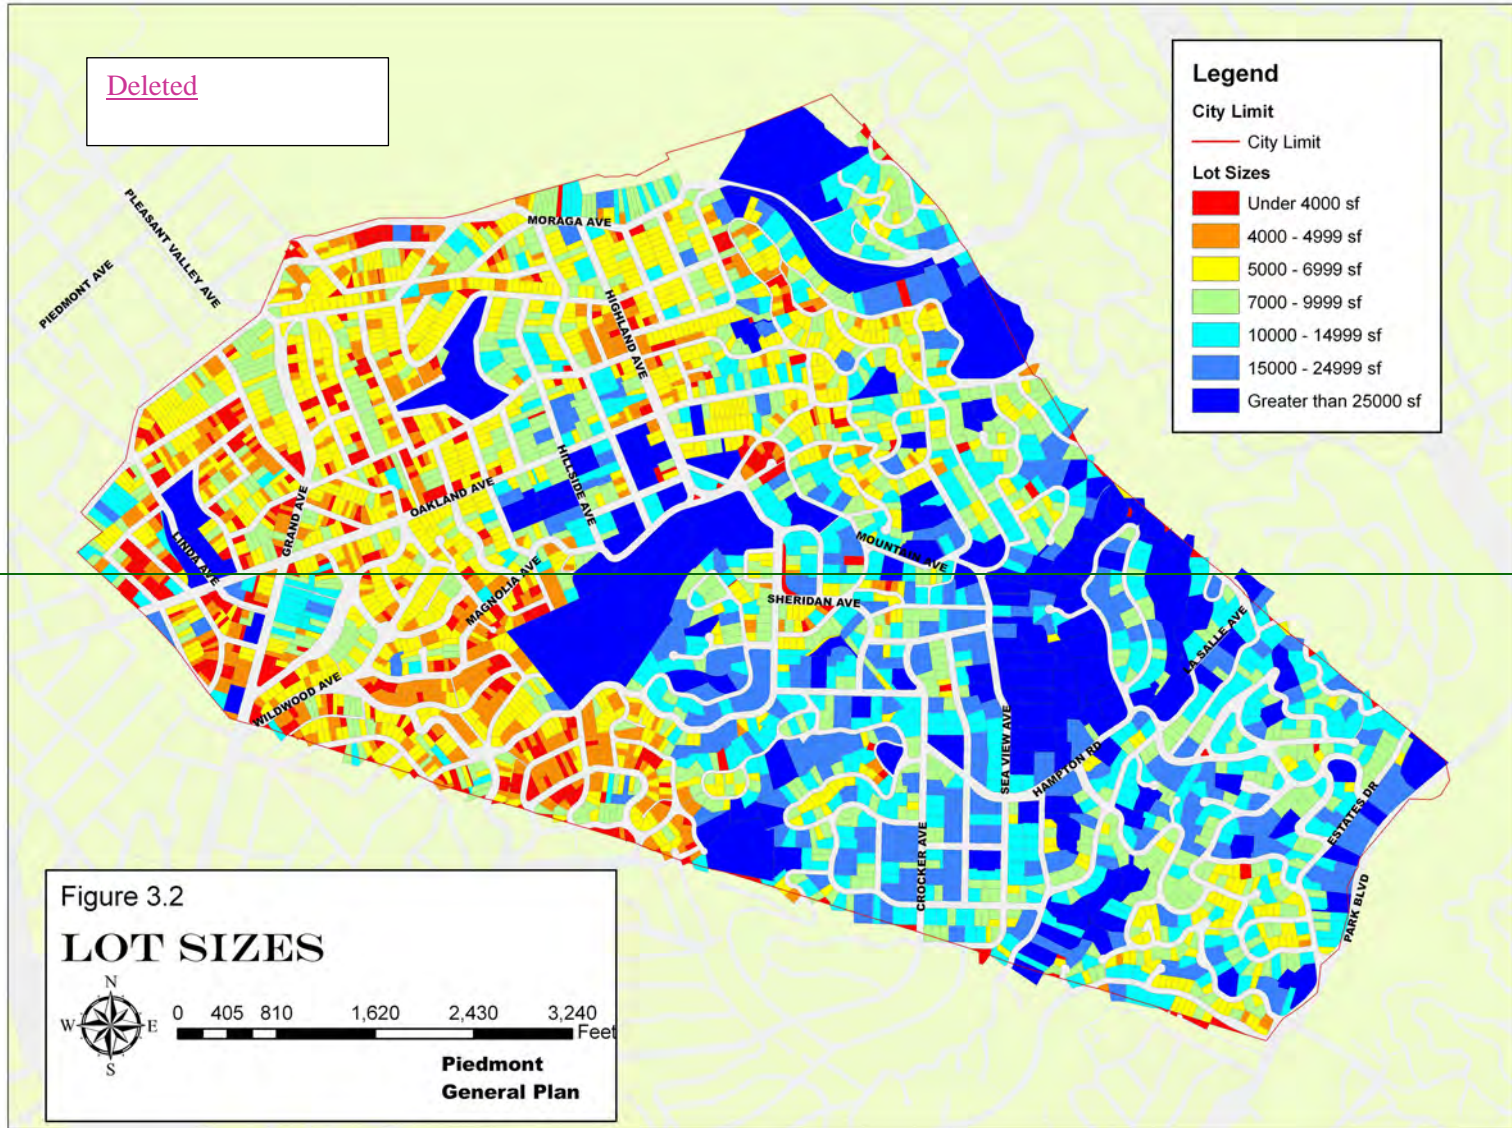 Deleted
Legend
City Limit
City Limit
Lot Sizes
Under 4000 sf
4000 - 4999 sf
5000 - 6999 sf
7000 - 9999 sf
10000 - 14999 sf
15000 - 24999 sf
Greater than 25000 sf
PLEASANT VALLEY AVE
PIEDMONT AVE
MORAGA AVE
HIGHLAND AVE
HILLSIDE AVE
OAKLAND AVE
GRAND AVE
LINDA AVE
MAGNOLIA AVE
WILDWOOD AVE
MOUNTAIN AVE
SHERIDAN AVE
LA SALLE AVE
SEA VIEW AVE
HAMPTON RD
CROCKER AVE
ESTATES DR
PARK BLVD
Figure 3.2
LOT SIZES
N
W E
S
0 405 810 1,620 2,430 3,240
Feet
Piedmont
General Plan